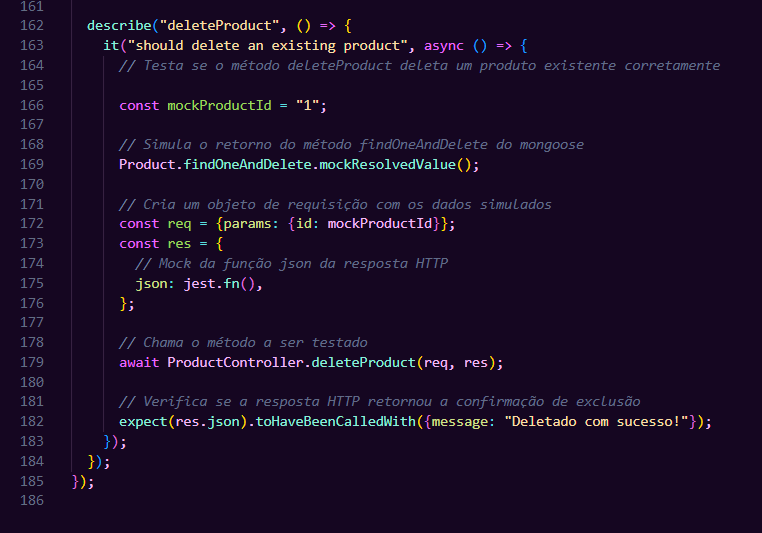 161
162 describe("deleteProduct", () => {
163 it("should delete an existing product", async () => {
164 // Testa se o método deleteProduct deleta um produto existente corretamente
165
166 const mockProductId = "1";
167
168 // Simula o retorno do método findOneAndDelete do mongoose
169 Product.findOneAndDelete.mockResolvedValue();
170
171 // Cria um objeto de requisição com os dados simulados
172 const req = {params: {id: mockProductId}};
173 const res = {
174 // Mock da função json da resposta HTTP
175 json: jest.fn(),
176 };
177
178 // Chama o método a ser testado
179 await ProductController.deleteProduct(req, res);
180
181 // Verifica se a resposta HTTP retornou a confirmação de exclusão
182 expect(res.json).toHaveBeenCalledWith({message: "Deletado com sucesso!"});
183 });
184 });
185 });
186